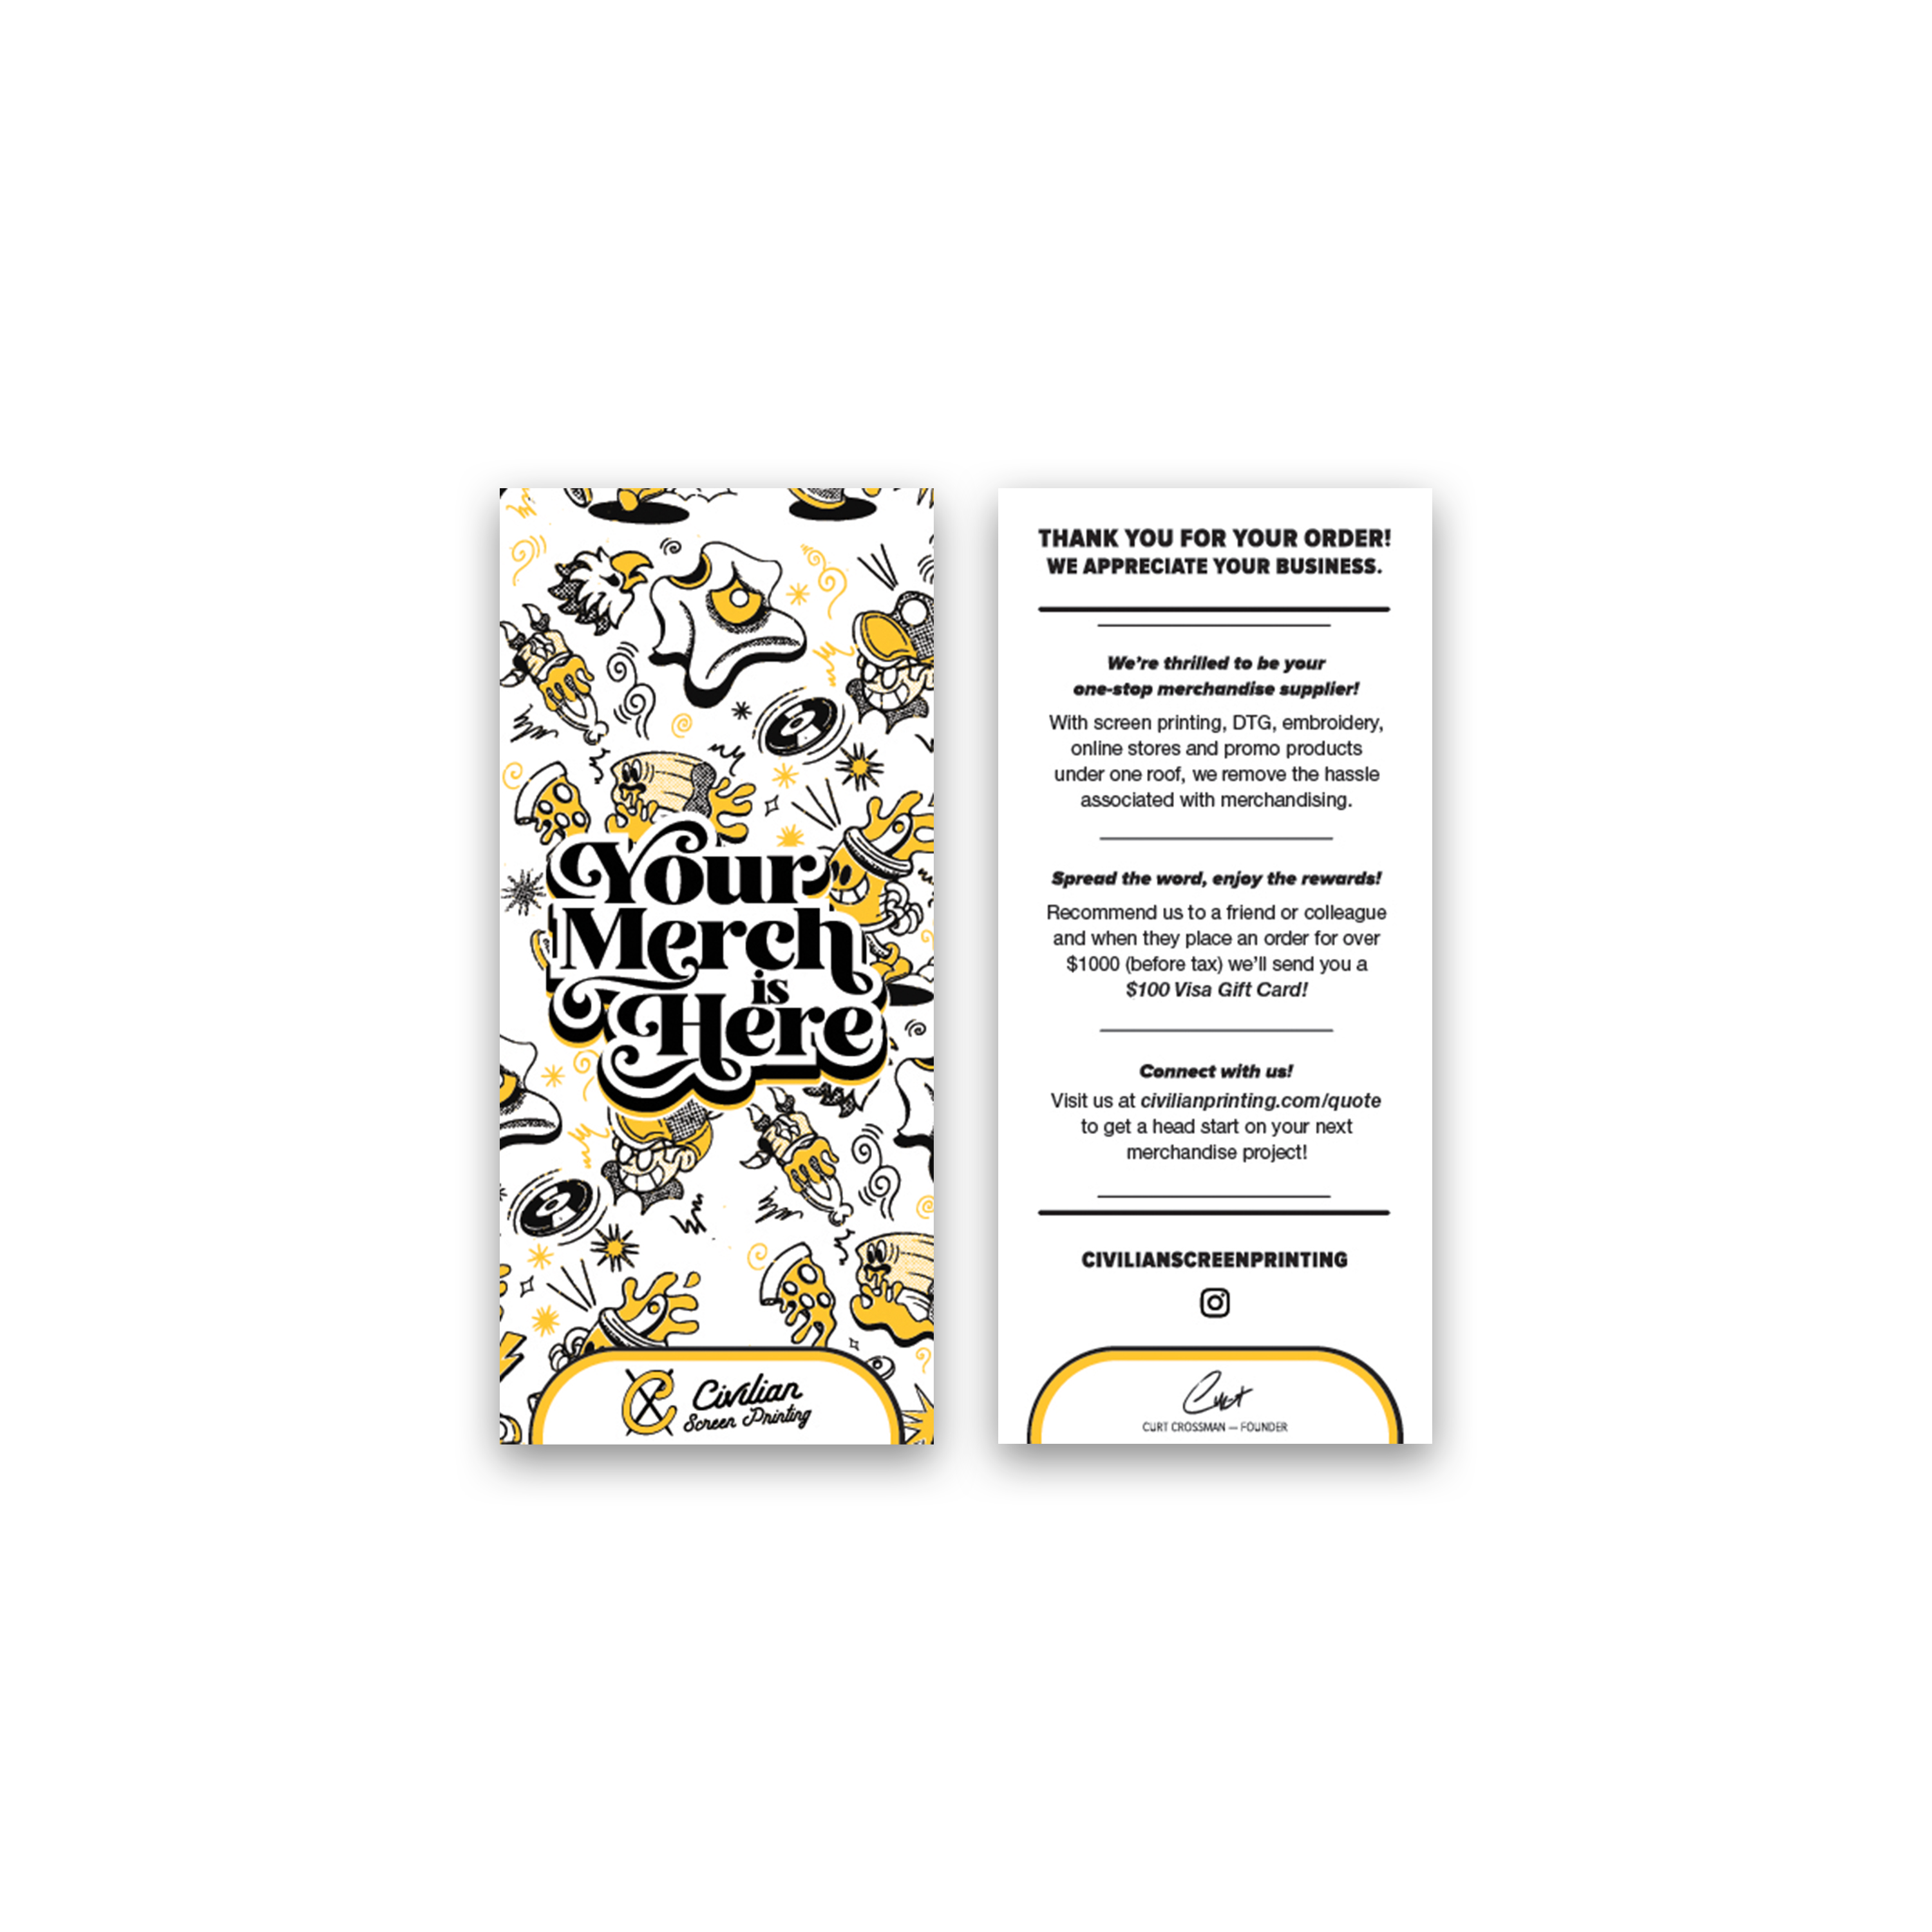 Your
Merch
is
Here
Civilian
Screen Printing
THANK YOU FOR YOUR ORDER!
WE APPRECIATE YOUR BUSINESS.
We're thrilled to be your
one-stop merchandise supplier!
With screen printing, DTG, embroidery,
online stores and promo products
under one roof, we remove the hassle
associated with merchandising.
Spread the word, enjoy the rewards!
Recommend us to a friend or colleague
and when they place an order for over
$1000 (before tax) we'll send you a
$100 Visa Gift Card!
Connect with us!
Visit us at civilianprinting.com/quote
to get a head start on your next
merchandise project!
CIVILIANSCREENPRINTING
Curt
CURT CROSSMAN — FOUNDER